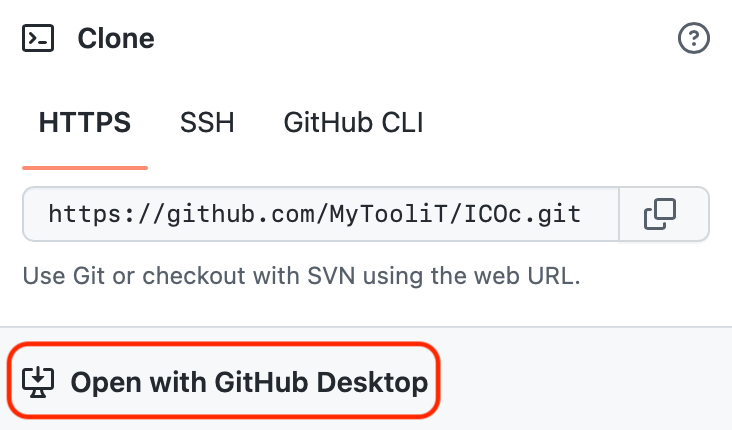 Clone
HTTPS SSH GitHub CLI
https://github.com/MyTooliT/ICOc.git
Use Git or checkout with SVN using the web URL.
Open with GitHub Desktop